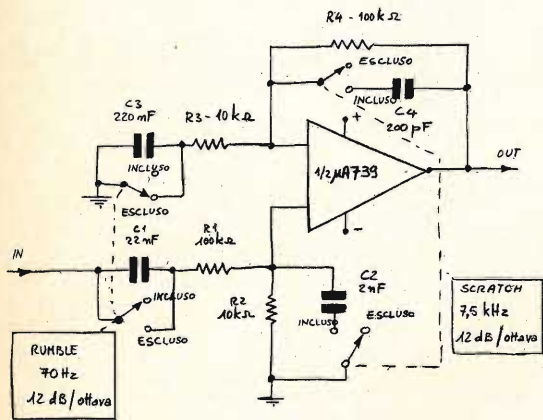 R4 - 100kΩ
ESCLUSO
INCLUSO
C4
200pF
C3
220nF
R3 - 10kΩ
INCLUSO
ESCLUSO
+
1/2 µA739
-
OUT
IN
C1
22nF
R1
100kΩ
INCLUSO
ESCLUSO
R2
10kΩ
C2
2nF
INCLUSO
ESCLUSO
RUMBLE
70Hz
12 dB/ottava
SCRATCH
7,5 kHz
12 dB/ottava